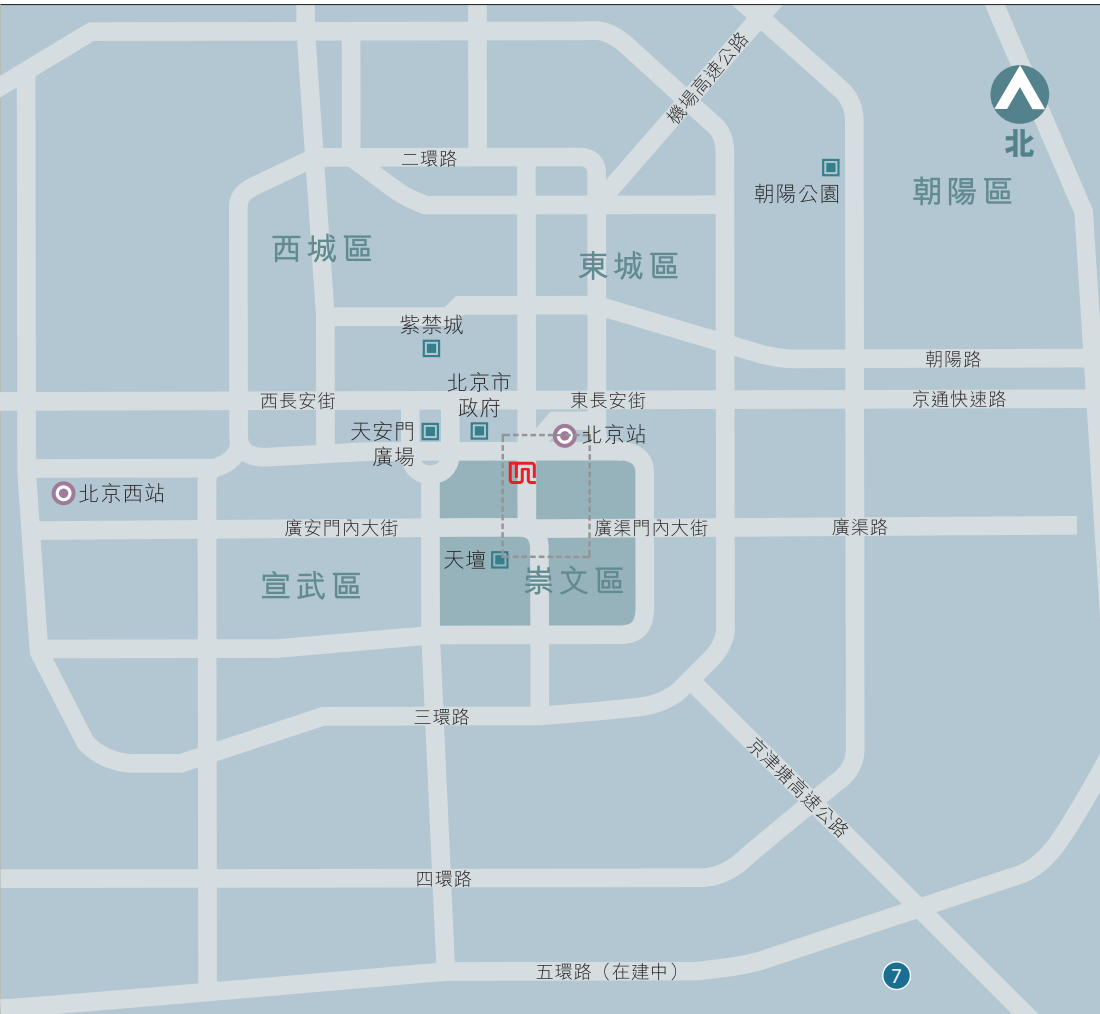 機場高速公路
北
二環路
朝陽公園
朝陽區
西城區
東城區
紫禁城
朝陽路
北京市
政府
西長安街
東長安街
京通快速路
天安門
廣場
北京站
北京西站
廣安門內大街
廣渠門內大街
廣渠路
天壇
崇文區
宣武區
三環路
京津塘高速公路
四環路
五環路（在建中）
7